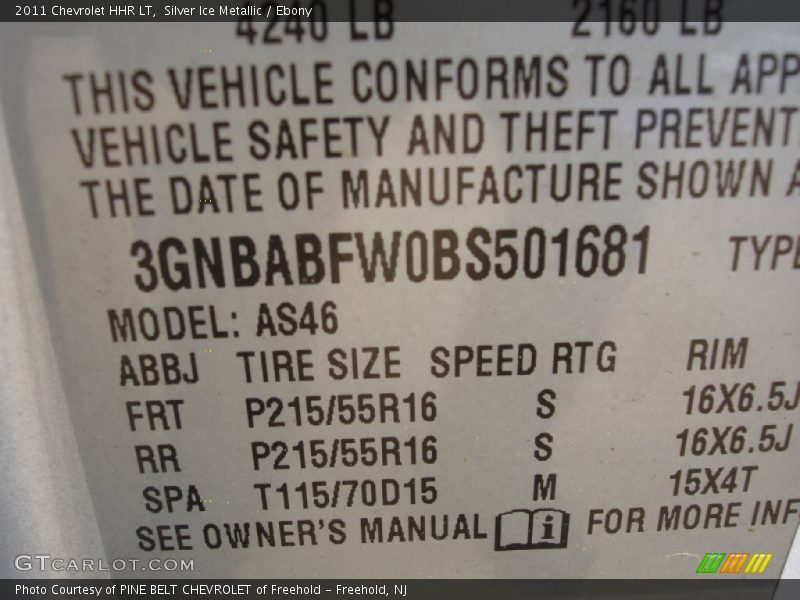 2011 Chevrolet HHR LT,  Silver Ice Metallic / Ebony
4240 LB 2160 LB
THIS VEHICLE CONFORMS TO ALL APP
VEHICLE SAFETY AND THEFT PREVENT
THE DATE OF MANUFACTURE SHOWN A
3GNBABFW0BS501681 TYPE
MODEL: AS46
ABBJ TIRE SIZE SPEED RTG RIM
FRT P215/55R16 S 16X6.5J
RR P215/55R16 S 16X6.5J
SPA T115/70D15 M 15X4T
SEE OWNER'S MANUAL i FOR MORE INF
GTCARLOT.COM
Photo Courtesy of PINE BELT CHEVROLET of Freehold – Freehold, NJ